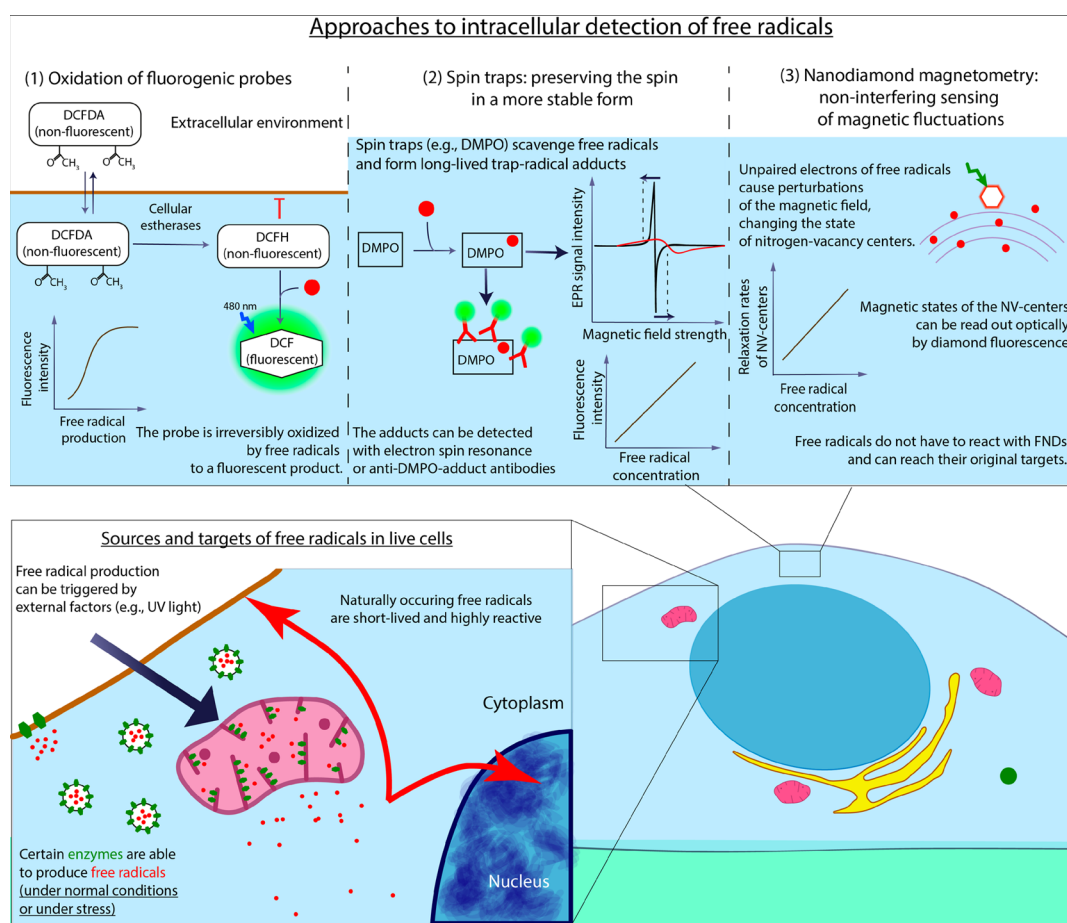 Approaches to intracellular detection of free radicals
(1) Oxidation of fluorogenic probes
DCFDA
(non-fluorescent)
O
CH3
Extracellular environment
DCFDA
(non-fluorescent)
O
CH3
O
CH3
Cellular
estherases
DCFH
(non-fluorescent)
480 nm
DCF
(fluorescent)
Fluorescence
intensity
Free radical
production
The probe is irreversibly oxidized
by free radicals
to a fluorescent product.
(2) Spin traps: preserving the spin
in a more stable form
Spin traps (e.g., DMPO) scavenge free radicals
and form long-lived trap-radical adducts
DMPO
DMPO
DMPO
EPR signal intensity
Magnetic field strength
Fluorescence
intensity
Free radical
concentration
The adducts can be detected
with electron spin resonance
or anti-DMPO-adduct antibodies
(3) Nanodiamond magnetometry:
non-interfering sensing
of magnetic fluctuations
Unpaired electrons of free radicals
cause perturbations
of the magnetic field,
changing the state
of nitrogen-vacancy centers.
Relaxation rates
of NV-centers
Free radical
concentration
Magnetic states of the NV-centers
can be read out optically
by diamond fluorescence
Free radicals do not have to react with FNDs
and can reach their original targets.
Sources and targets of free radicals in live cells
Free radical production
can be triggered by
external factors (e.g., UV light)
Naturally occuring free radicals
are short-lived and highly reactive
Cytoplasm
Nucleus
Certain enzymes are able
to produce free radicals
(under normal conditions
or under stress)